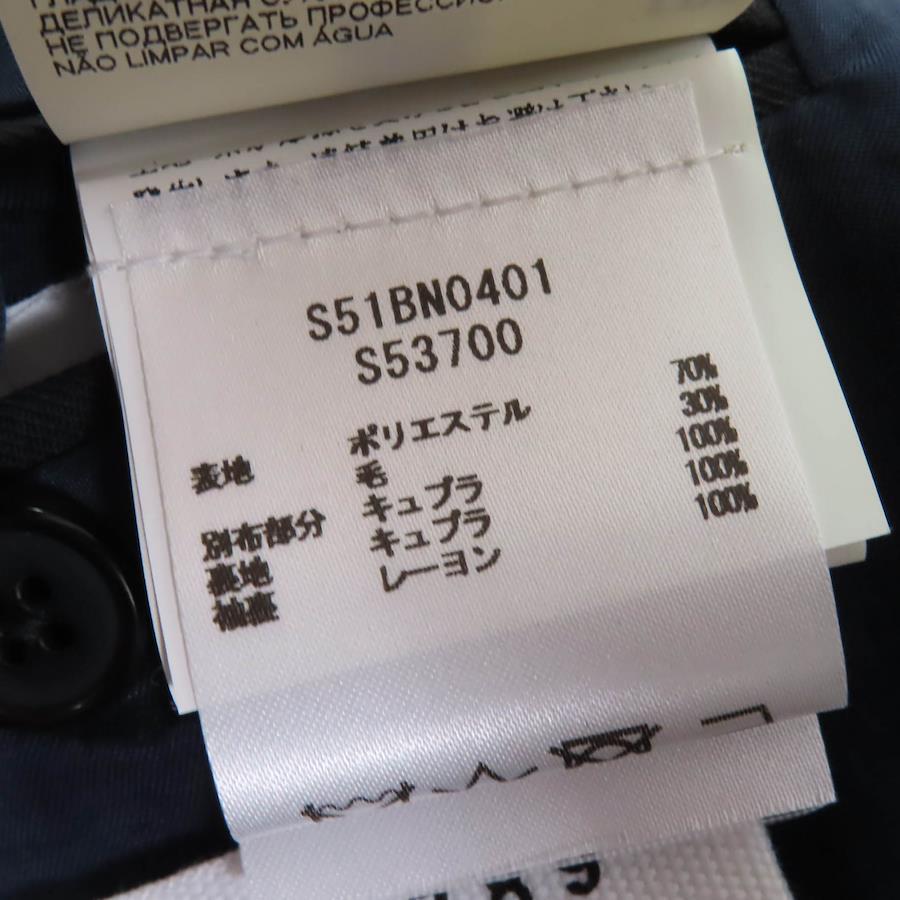 ДЕЛИКАТНАЯ
НЕ ПОДВЕРГАТЬ ПРОФЕССИО
NÃO LIMPAR COM ÁGUA
S51BN0401
S53700
表地 ポリエステル 70%
毛 30%
別布部分 キュプラ 100%
裏地 キュプラ 100%
袖裏 レーヨン 100%